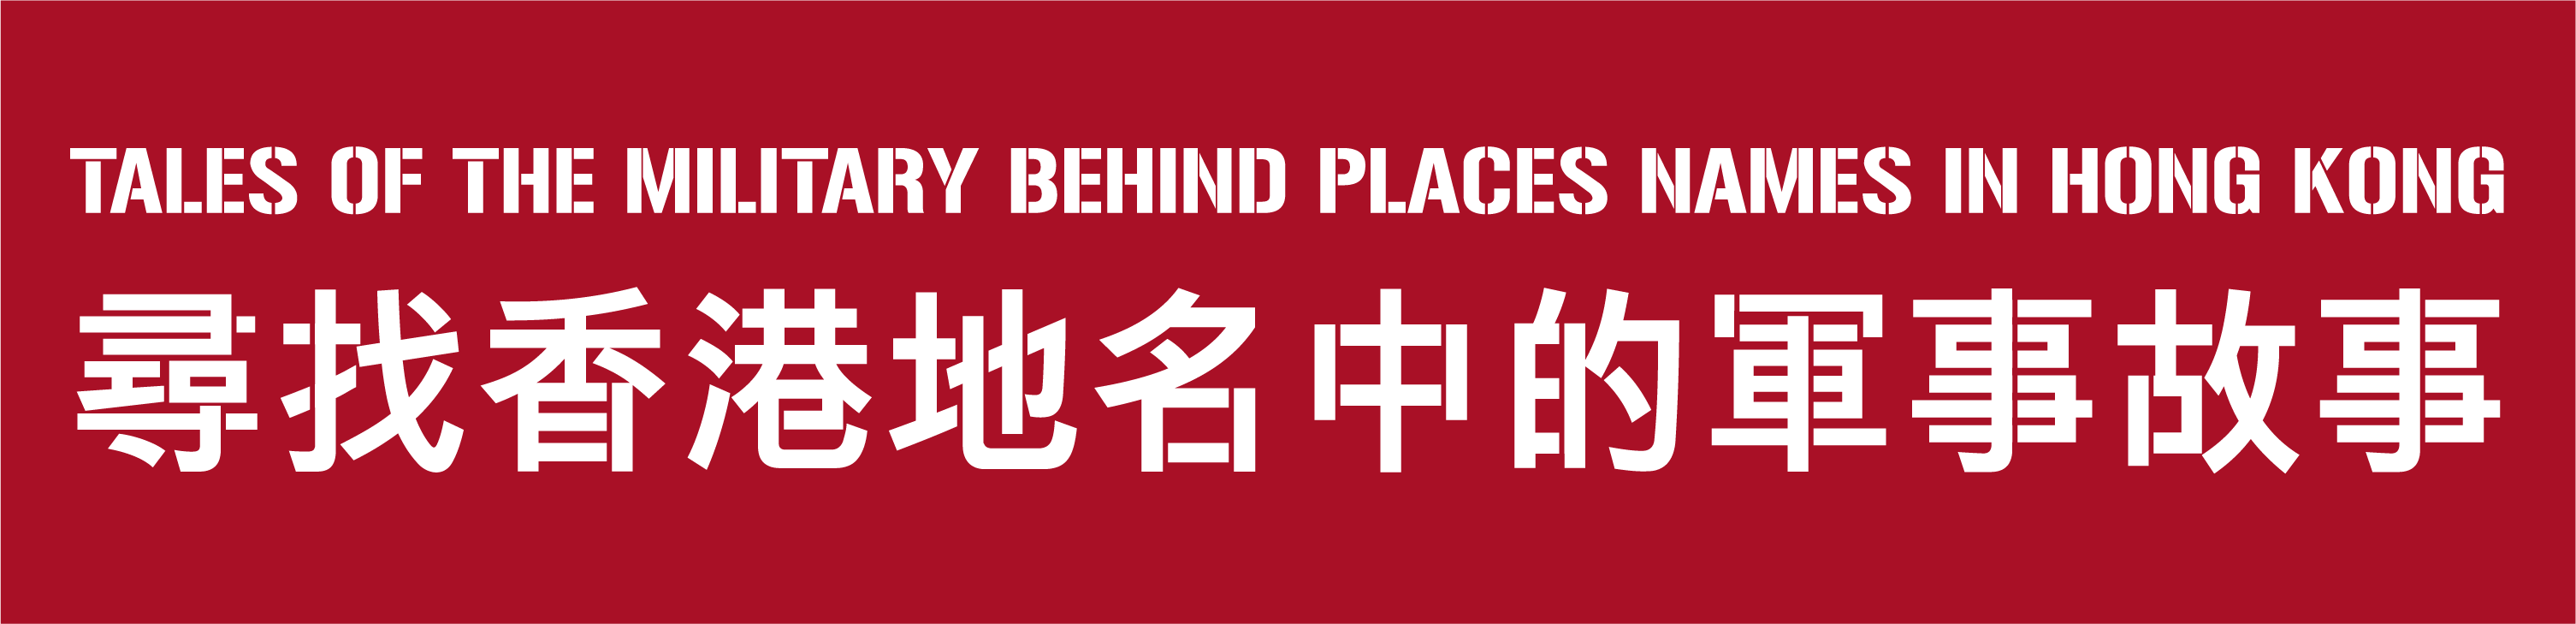 TALES OF THE MILITARY BEHIND PLACES NAMES IN HONG KONG
尋找香港地名中的軍事故事